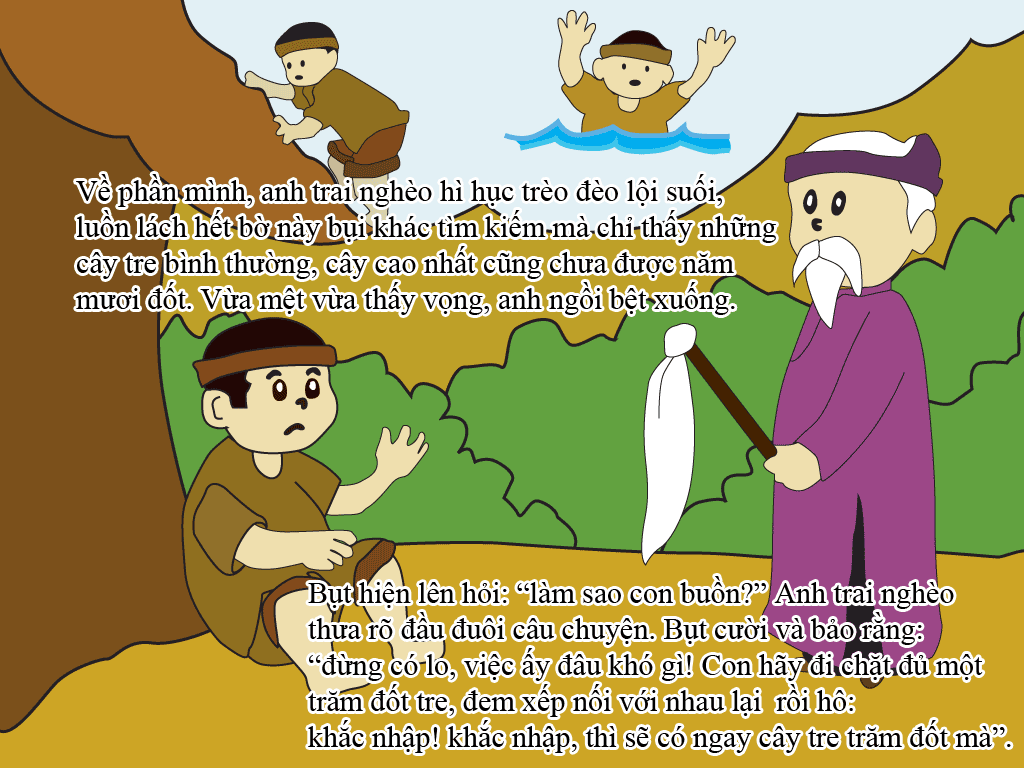 Về phần mình, anh trai nghèo hì hục trèo đèo lội suối,
luồn lách hết bờ này bụi khác tìm kiếm mà chỉ thấy những
cây tre bình thường, cây cao nhất cũng chưa được năm
mươi đốt. Vừa mệt vừa thấy vọng, anh ngồi bệt xuống.
Bụt hiện lên hỏi: “làm sao con buồn?” Anh trai nghèo
thưa rõ đầu đuôi câu chuyện. Bụt cười và bảo rằng:
“đừng có lo, việc ấy đâu khó gì! Con hãy đi chặt đủ một
trăm đốt tre, đem xếp nối với nhau lại  rồi hô:
khắc nhập! khắc nhập, thì sẽ có ngay cây tre trăm đốt mà”.